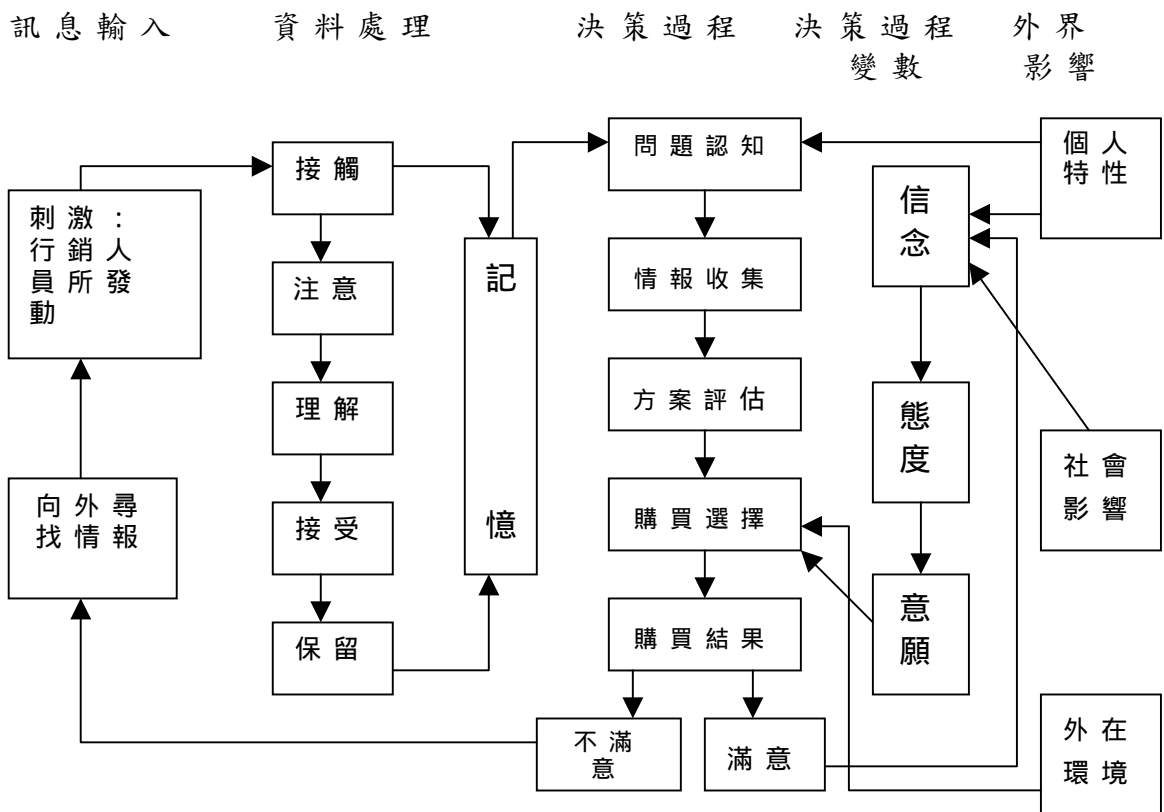 訊息輸入
資料處理
決策過程
決策過程
變數
外界
影響
刺激：
行銷人
員所發
動
向外尋
找情報
接觸
注意
理解
接受
保留
記
憶
問題認知
情報收集
方案評估
購買選擇
購買結果
不滿
意
滿意
信
念
態
度
意
願
個人
特性
社會
影響
外在
環境